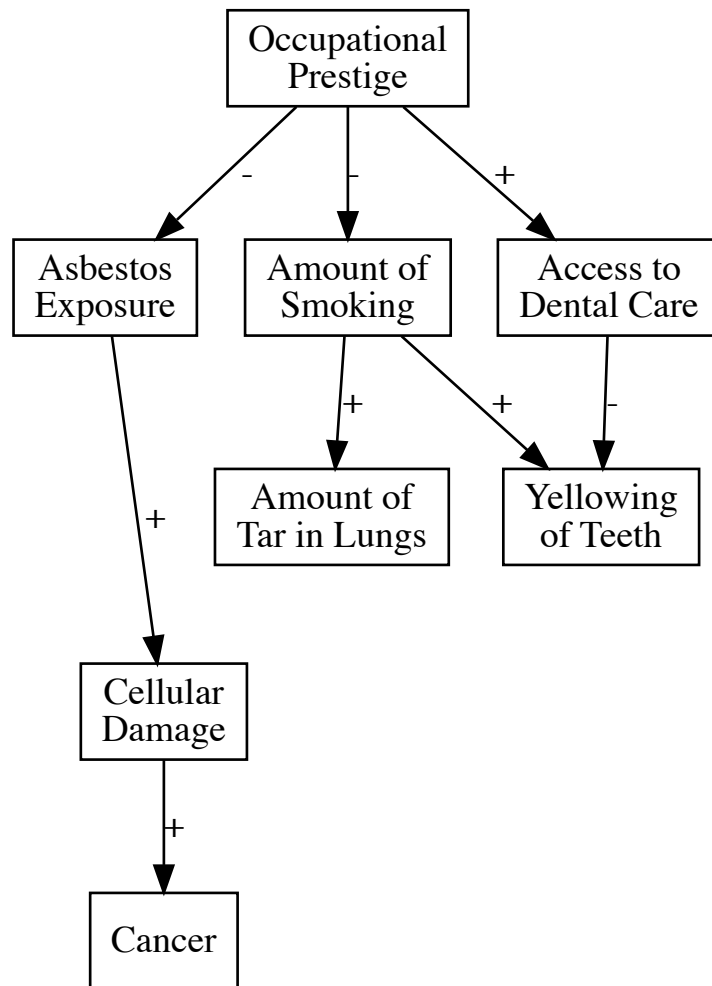 Occupational
Prestige
-
-
+
Asbestos
Exposure
Amount of
Smoking
Access to
Dental Care
+
+
-
+
Amount of
Tar in Lungs
Yellowing
of Teeth
Cellular
Damage
+
Cancer